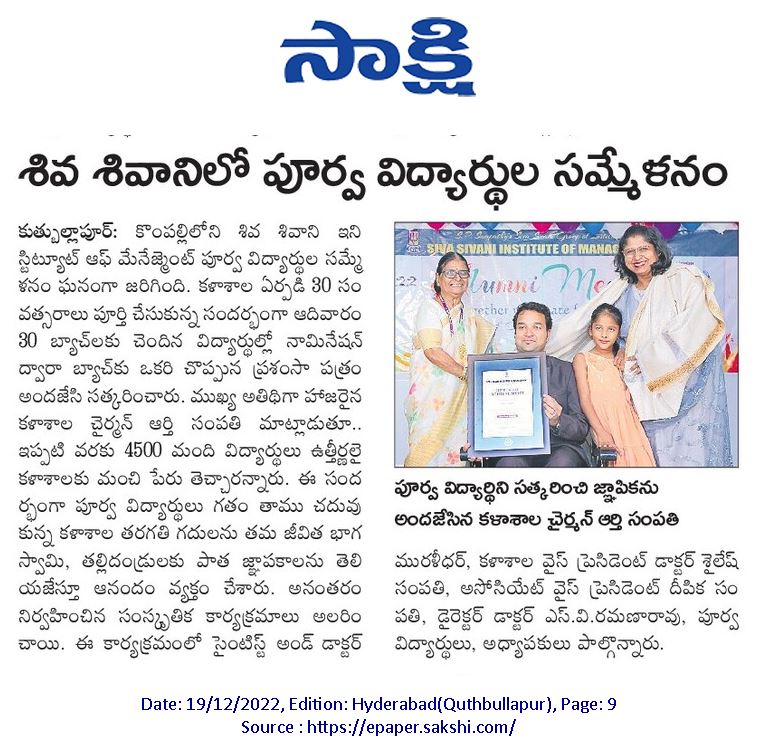 సాక్షి
శివ శివానిలో పూర్వ విద్యార్థుల సమ్మేళనం
కుత్బుల్లాపూర్: కొంపల్లిలోని శివ శివాని ఇని
స్టిట్యూట్ ఆఫ్ మేనేజ్మెంట్ పూర్వ విద్యార్థుల సమ్మే
ళనం ఘనంగా జరిగింది. కళాశాల ఏర్పడి 30 సం
వత్సరాలు పూర్తి చేసుకున్న సందర్భంగా ఆదివారం
30 బ్యాచ్‌లకు చెందిన విద్యార్థుల్లో నామినేషన్
ద్వారా బ్యాచ్‌కు ఒకరి చొప్పున ప్రశంసా పత్రం
అందజేసి సత్కరించారు. ముఖ్య అతిథిగా హాజరైన
కళాశాల చైర్మన్ ఆర్తి సంపతి మాట్లాడుతూ..
ఇప్పటి వరకు 4500 మంది విద్యార్థులు ఉత్తీర్ణులై
కళాశాలకు మంచి పేరు తెచ్చారన్నారు. ఈ సంద
ర్భంగా పూర్వ విద్యార్థులు గతం తాము చదువు
కున్న కళాశాల తరగతి గదులను తమ జీవిత భాగ
స్వామి, తల్లిదండ్రులకు పాత జ్ఞాపకాలను తెలి
యజేస్తూ ఆనందం వ్యక్తం చేశారు. అనంతరం
నిర్వహించిన సంస్కృతిక కార్యక్రమాలు అలరిం
చాయి. ఈ కార్యక్రమంలో సైంటిస్ట్ అండ్ డాక్టర్
SIVA SIVANI INSTITUTE OF MANAG
Alumni Me
పూర్వ విద్యార్థిని సత్కరించి జ్ఞాపికను
అందజేసిన కళాశాల చైర్మన్ ఆర్తి సంపతి
మురళీధర్, కళాశాల వైస్ ప్రెసిడెంట్ డాక్టర్ శైలేష్
సంపతి, అసోసియేట్ వైస్ ప్రెసిడెంట్ దీపిక సం
పతి, డైరెక్టర్ డాక్టర్ ఎస్.వి.రమణారావు, పూర్వ
విద్యార్థులు, అధ్యాపకులు పాల్గొన్నారు.
Date: 19/12/2022, Edition: Hyderabad(Quthbullapur), Page: 9
Source : https://epaper.sakshi.com/